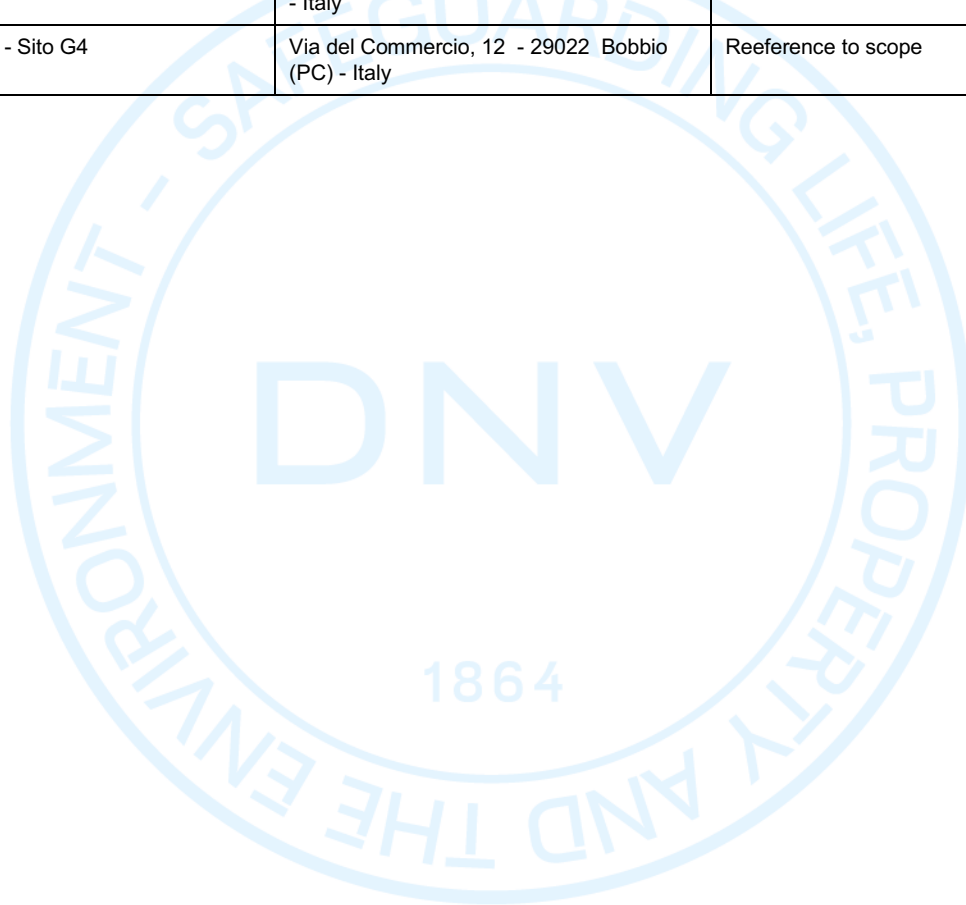 - Italy
- Sito G4
Via del Commercio, 12 - 29022 Bobbio
(PC) - Italy
Reeference to scope
SAFEGUARDING LIFE, PROPERTY AND THE ENVIRONMENT -
DNV
1864